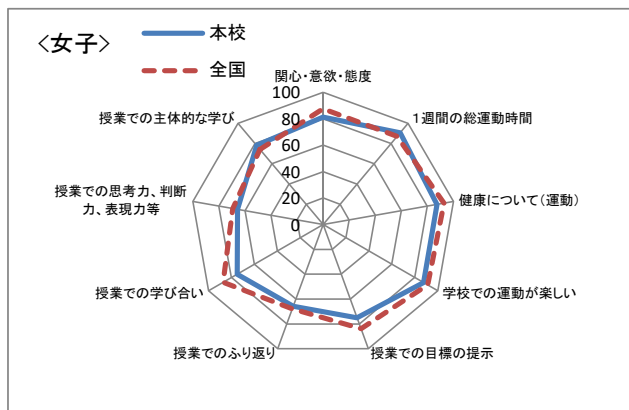 <女子>
本校
全国
関心・意欲・態度
1週間の総運動時間
健康について(運動)
学校での運動が楽しい
授業での目標の提示
授業でのふり返り
授業での学び合い
授業での思考力、判断
力、表現力等
授業での主体的な学び
100
80
60
40
20
0